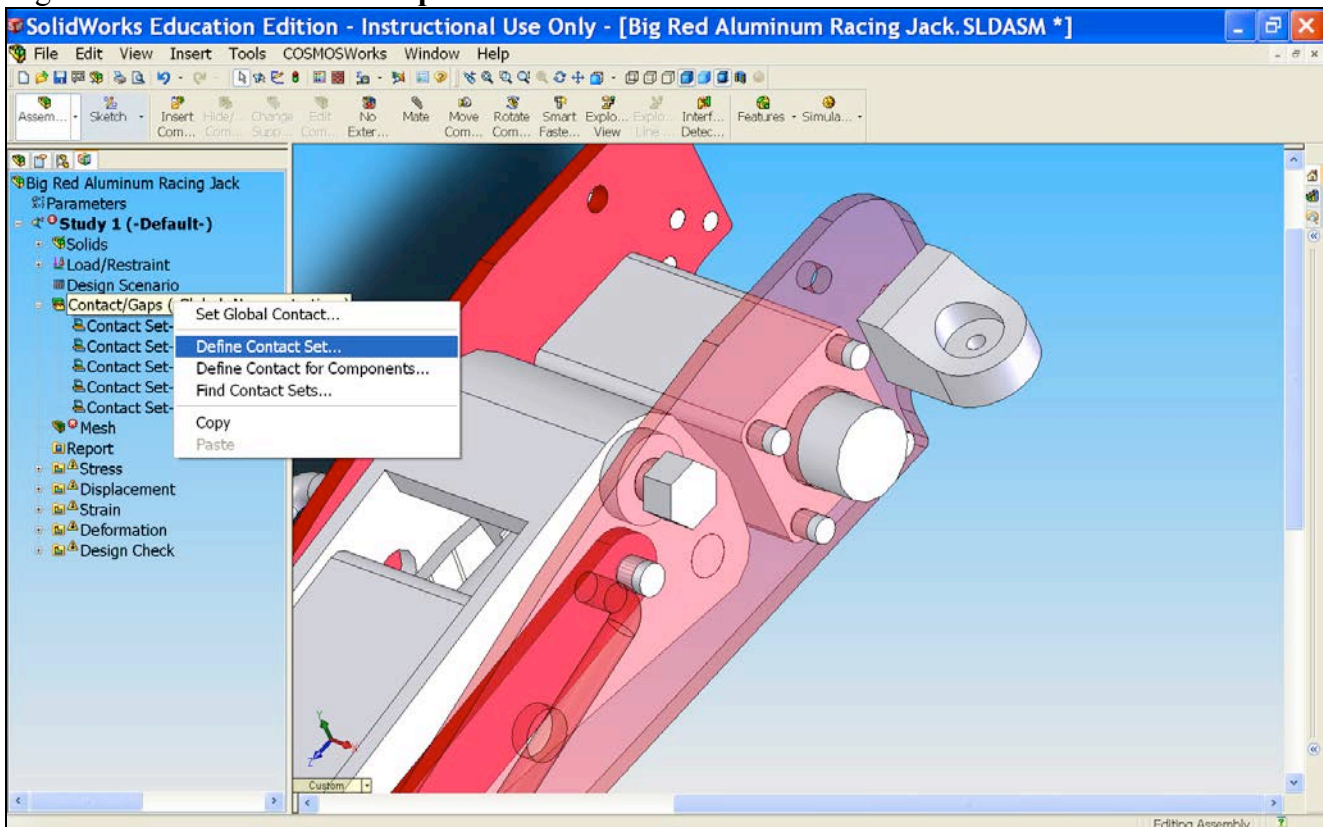 SolidWorks Education Edition - Instructional Use Only - [Big Red Aluminum Racing Jack.SLDASM *]
File Edit View Insert Tools COSMOSWorks Window Help
Assem... Sketch Insert Hide/ Change Edit No Mate Move Rotate Smart Explo... Explo... Interf... Features Simula...
Com... Com... Supp... Com... Exter... Com... Com... Faste... View Line ... Detec...
Big Red Aluminum Racing Jack
Parameters
Study 1 (-Default-)
Solids
Load/Restraint
Design Scenario
Contact/Gaps (
Set Global Contact...
Contact Set-
Define Contact Set...
Contact Set-
Define Contact for Components...
Contact Set-
Find Contact Sets...
Contact Set-
Contact Set-
Copy
Mesh
Paste
Report
Stress
Displacement
Strain
Deformation
Design Check
Y
X
Z
Custom
Editing Assembly